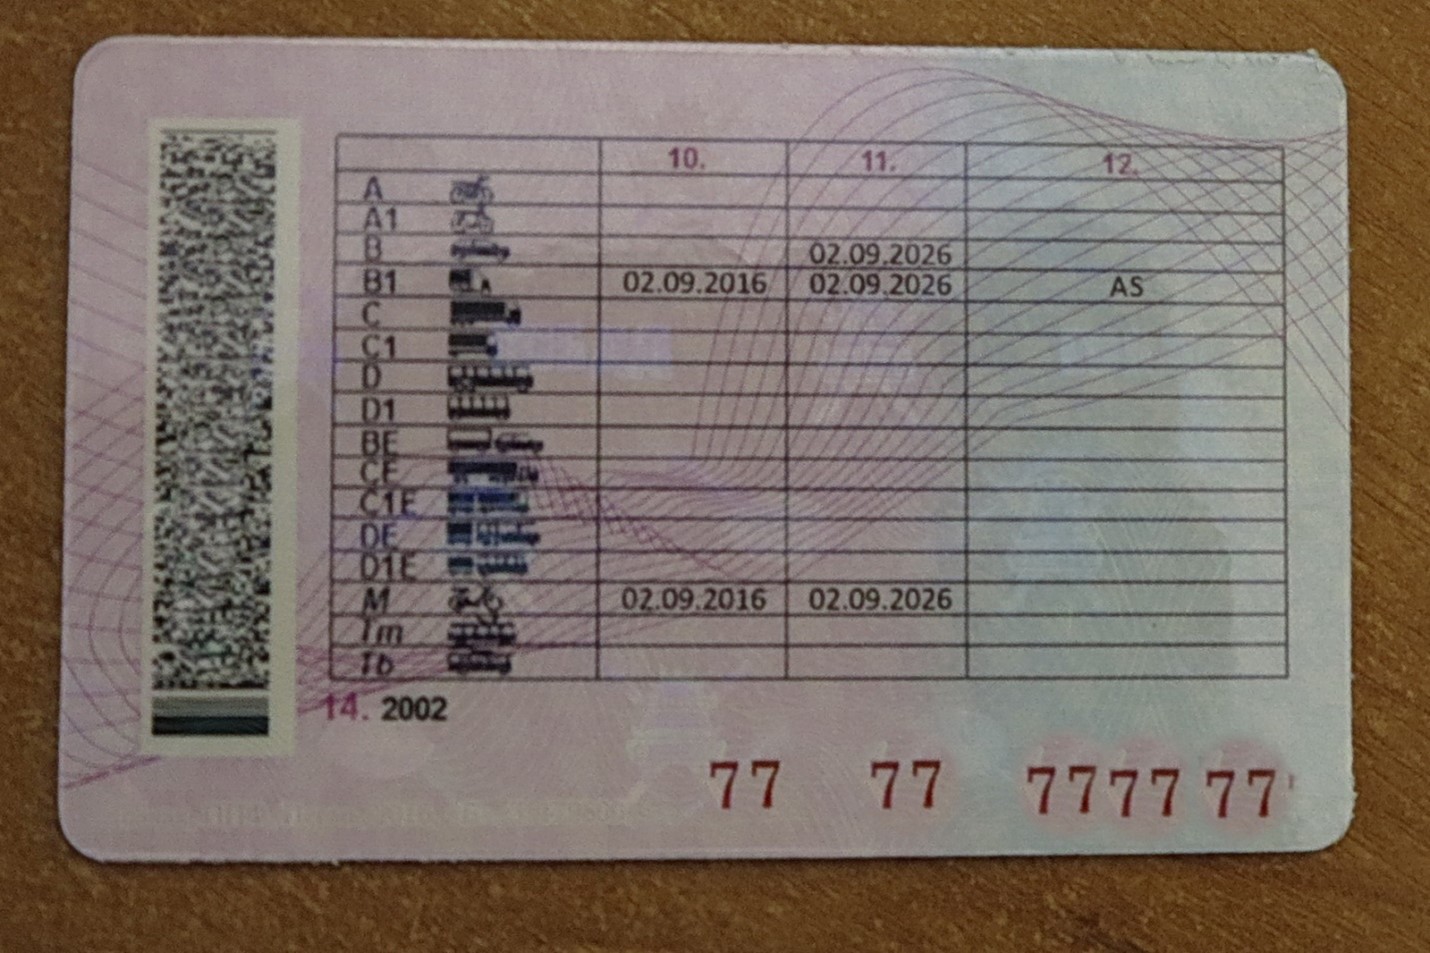 10. 11. 12.
A
A1
B 02.09.2026
B1 02.09.2016 02.09.2026 AS
C
C1
D
D1
BE
CE
C1E
DE
D1E
M 02.09.2016 02.09.2026
Tm
Tb
14. 2002
77 77 7777 77